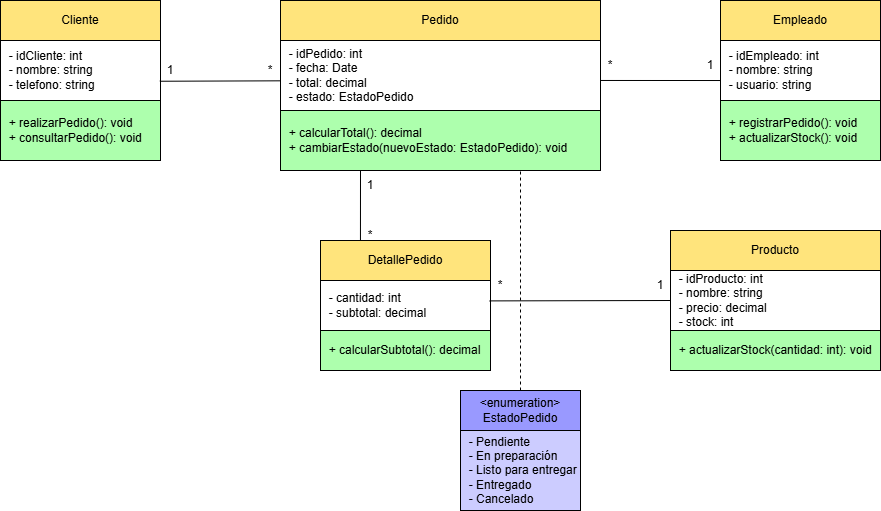 Cliente
- idCliente: int
- nombre: string
- telefono: string
+ realizarPedido(): void
+ consultarPedido(): void
1
*
Pedido
- idPedido: int
- fecha: Date
- total: decimal
- estado: EstadoPedido
+ calcularTotal(): decimal
+ cambiarEstado(nuevoEstado: EstadoPedido): void
*
1
Empleado
- idEmpleado: int
- nombre: string
- usuario: string
+ registrarPedido(): void
+ actualizarStock(): void
1
*
DetallePedido
- cantidad: int
- subtotal: decimal
+ calcularSubtotal(): decimal
*
1
Producto
- idProducto: int
- nombre: string
- precio: decimal
- stock: int
+ actualizarStock(cantidad: int): void
<enumeration>
EstadoPedido
- Pendiente
- En preparación
- Listo para entregar
- Entregado
- Cancelado